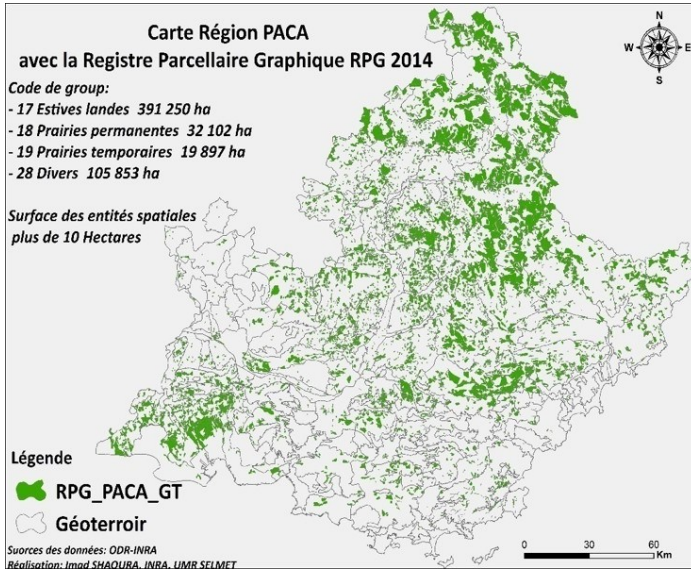 Carte Région PACA
avec la Registre Parcellaire Graphique RPG 2014
Code de group:
- 17 Estives landes 391 250 ha
- 18 Prairies permanentes 32 102 ha
- 19 Prairies temporaires 19 897 ha
- 28 Divers 105 853 ha
Surface des entités spatiales
plus de 10 Hectares
N
W E
S
Légende
RPG_PACA_GT
Géoterroir
Suorces des données: ODR-INRA
Réalisation: Imad SHAQURA, INRA, UMR SELMET
0 30 60
Km